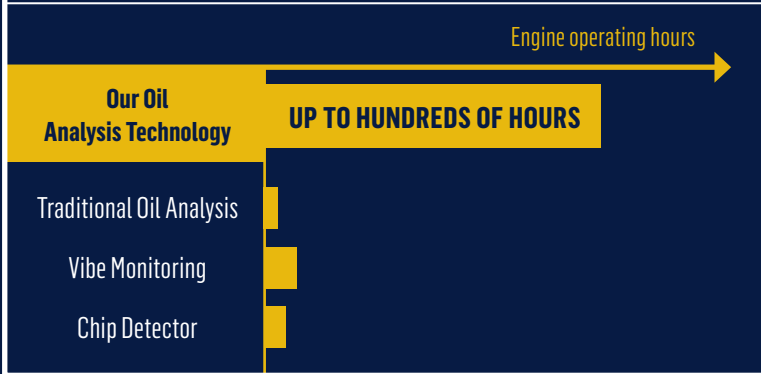 Engine operating hours
Our Oil
Analysis Technology
UP TO HUNDREDS OF HOURS
Traditional Oil Analysis
Vibe Monitoring
Chip Detector